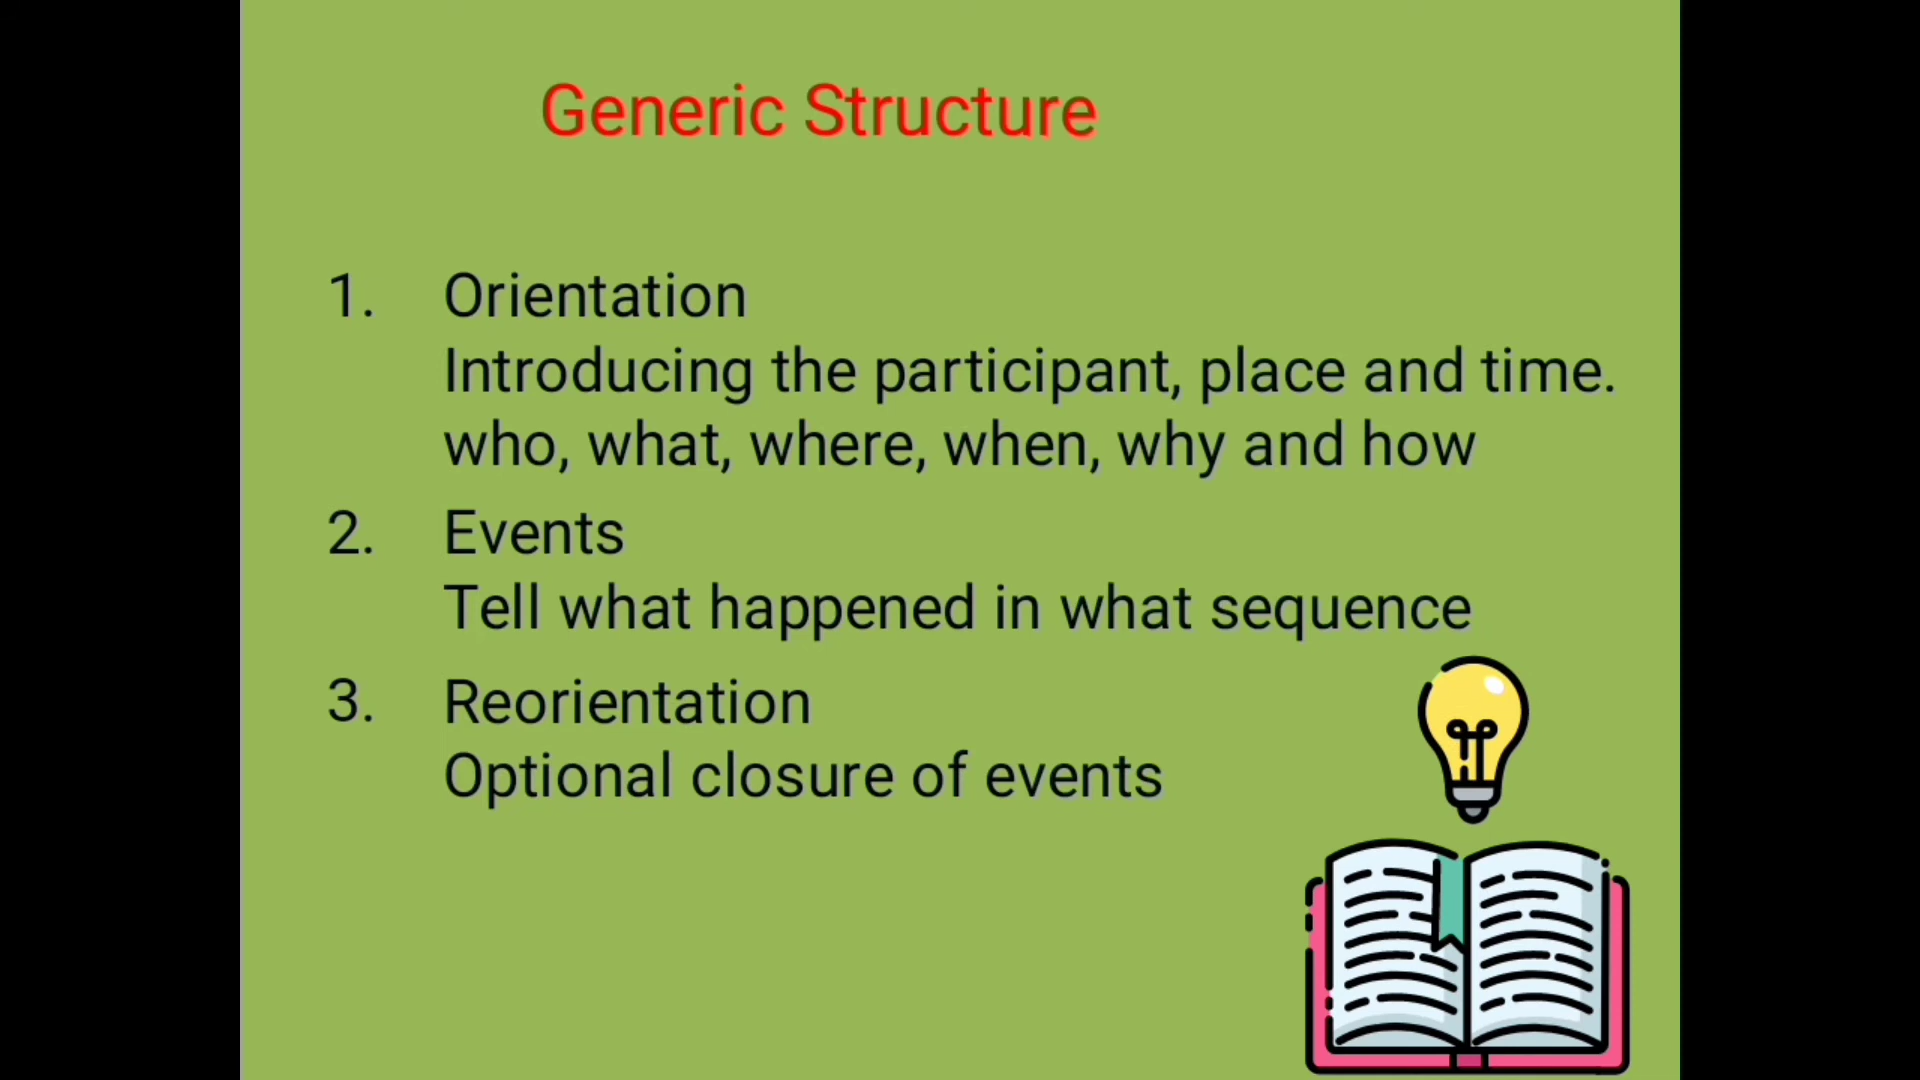 Generic Structure
1. Orientation
Introducing the participant, place and time.
who, what, where, when, why and how
2. Events
Tell what happened in what sequence
3. Reorientation
Optional closure of events